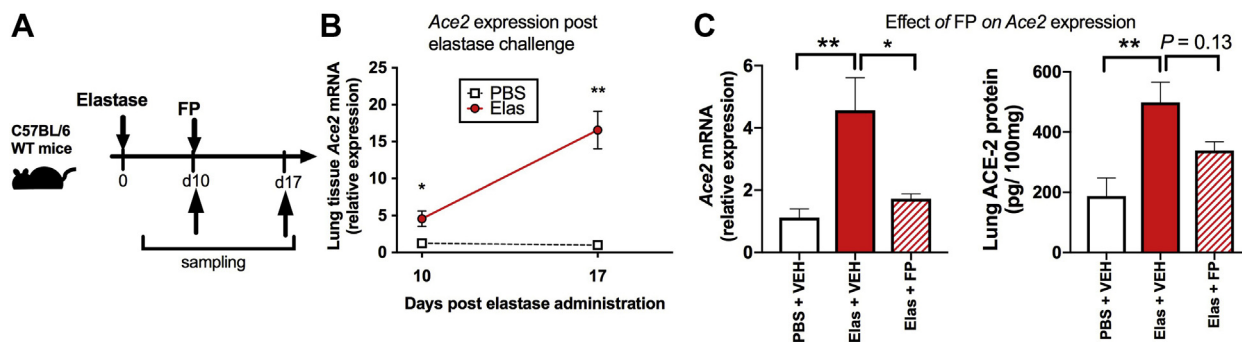 A
Elastase
FP
C57BL/6
WT mice
0
d10
d17
sampling
B
Ace2 expression post
elastase challenge
Lung tissue Ace2 mRNA
(relative expression)
25
20
15
10
5
0
PBS
Elas
*
**
10
17
Days post elastase administration
C
Effect of FP on Ace2 expression
Ace2 mRNA
(relative expression)
6
4
2
0
**
*
PBS + VEH
Elas + VEH
Elas + FP
Lung ACE-2 protein
(pg/ 100mg)
600
400
200
0
**
P = 0.13
PBS + VEH
Elas + VEH
Elas + FP